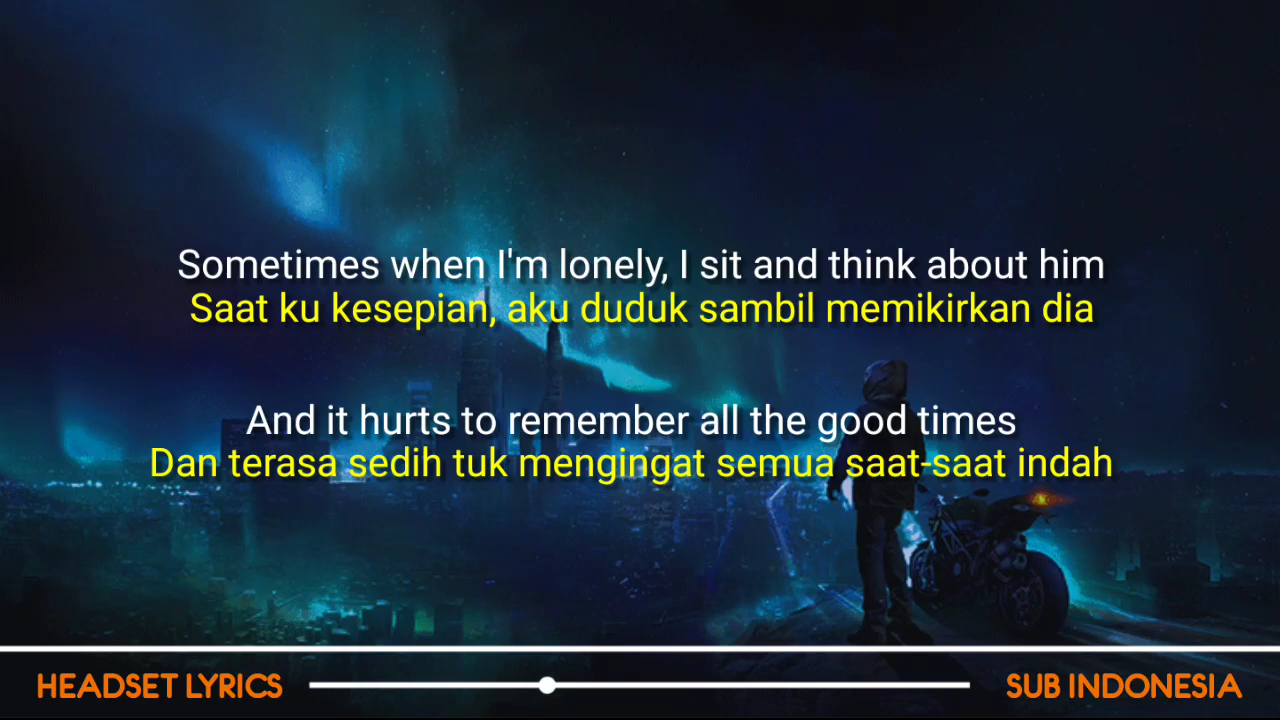 Sometimes when I'm lonely, I sit and think about him
Saat ku kesepian, aku duduk sambil memikirkan dia
And it hurts to remember all the good times
Dan terasa sedih tuk mengingat semua saat-saat indah
HEADSET LYRICS
SUB INDONESIA